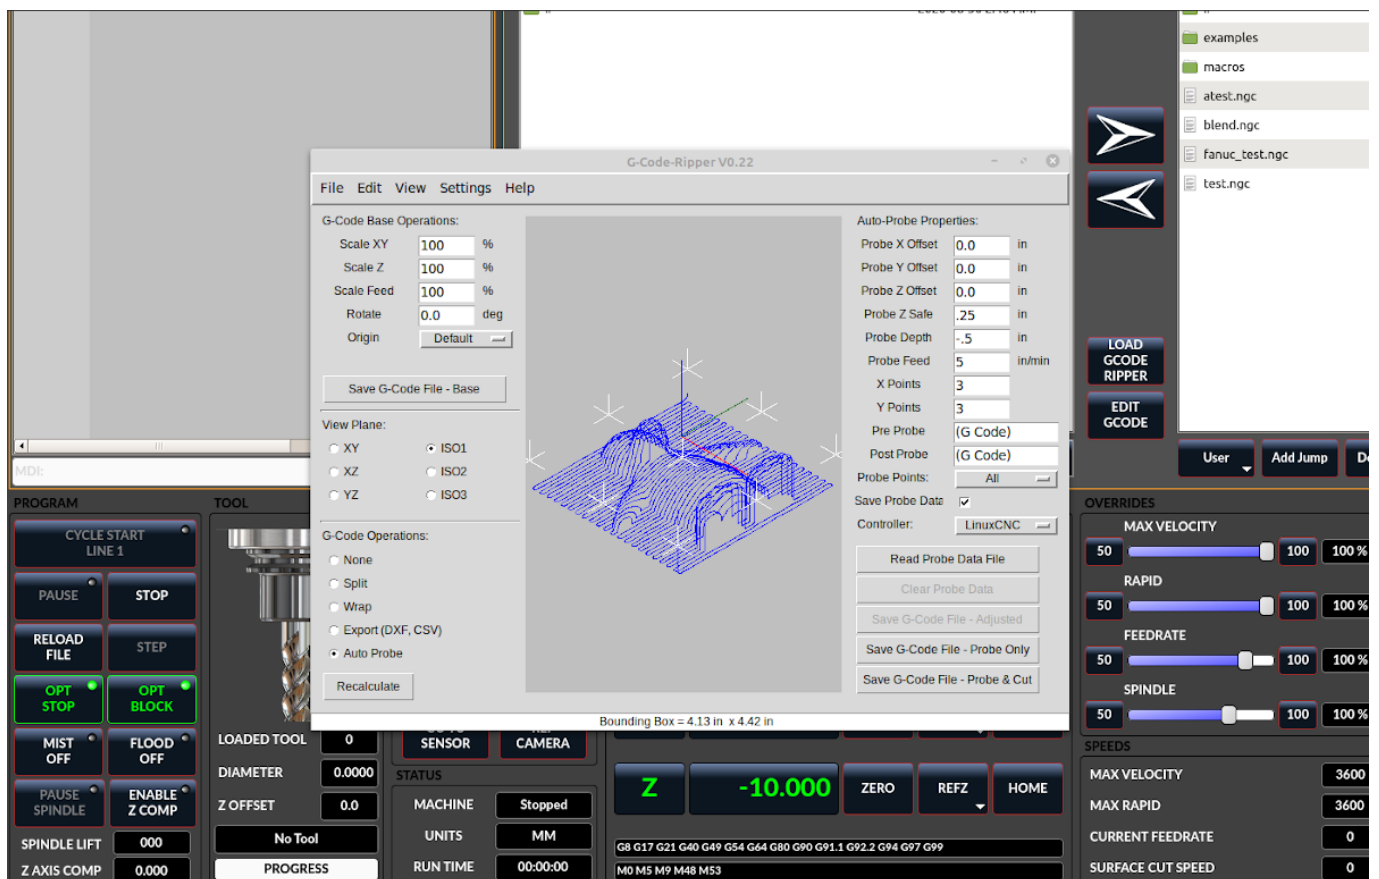 examples
macros
atest.ngc
blend.ngc
fanuc_test.ngc
test.ngc
G-Code-Ripper V0.22
File Edit View Settings Help
G-Code Base Operations:
Scale XY 100 %
Scale Z 100 %
Scale Feed 100 %
Rotate 0.0 deg
Origin Default
Save G-Code File - Base
View Plane:
XY ISO1
XZ ISO2
YZ ISO3
G-Code Operations:
None
Split
Wrap
Export (DXF, CSV)
Auto Probe
Recalculate
Auto-Probe Properties:
Probe X Offset 0.0 in
Probe Y Offset 0.0 in
Probe Z Offset 0.0 in
Probe Z Safe .25 in
Probe Depth -.5 in
Probe Feed 5 in/min
X Points 3
Y Points 3
Pre Probe (G Code)
Post Probe (G Code)
Probe Points: All
Save Probe Data
Controller: LinuxCNC
Read Probe Data File
Clear Probe Data
Save G-Code File - Adjusted
Save G-Code File - Probe Only
Save G-Code File - Probe & Cut
Bounding Box = 4.13 in x 4.42 in
LOAD
GCODE
RIPPER
EDIT
GCODE
User Add Jump
MDI:
PROGRAM
CYCLE START
LINE 1
PAUSE STOP
RELOAD
FILE
STEP
OPT
STOP
OPT
BLOCK
MIST
OFF
FLOOD
OFF
PAUSE
SPINDLE
ENABLE
Z COMP
SPINDLE LIFT 000
Z AXIS COMP 0.000
TOOL
LOADED TOOL 0
DIAMETER 0.0000
Z OFFSET 0.0
No Tool
PROGRESS
SENSOR
CAMERA
STATUS
MACHINE Stopped
UNITS MM
RUN TIME 00:00:00
Z -10.000 ZERO REFZ HOME
G8 G17 G21 G40 G49 G54 G64 G80 G90 G91.1 G92.2 G94 G97 G99
M0 M5 M9 M48 M53
OVERRIDES
MAX VELOCITY
50 100 100 %
RAPID
50 100 100 %
FEEDRATE
50 100 100 %
SPINDLE
50 100 100 %
SPEEDS
MAX VELOCITY 3600
MAX RAPID 3600
CURRENT FEEDRATE 0
SURFACE CUT SPEED 0